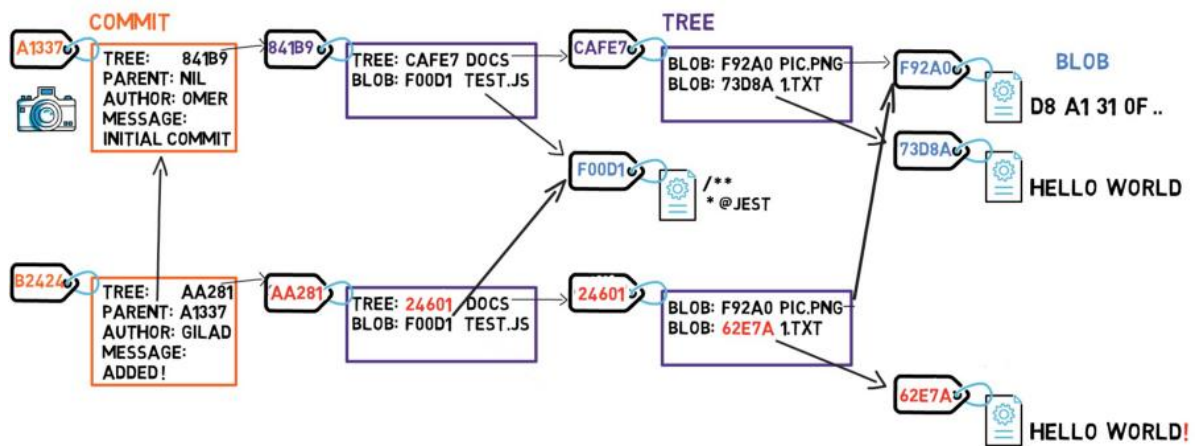 COMMIT
TREE
BLOB
A1337
TREE: 841B9
PARENT: NIL
AUTHOR: OMER
MESSAGE:
INITIAL COMMIT
841B9
TREE: CAFE7 DOCS
BLOB: F00D1 TEST.JS
CAFE7
BLOB: F92A0 PIC.PNG
BLOB: 73D8A 1.TXT
F92A0
D8 A1 31 0F ..
73D8A
HELLO WORLD
F00D1
/**
* @JEST
B2424
TREE: AA281
PARENT: A1337
AUTHOR: GILAD
MESSAGE:
ADDED!
AA281
TREE: 24601 DOCS
BLOB: F00D1 TEST.JS
24601
BLOB: F92A0 PIC.PNG
BLOB: 62E7A 1.TXT
62E7A
HELLO WORLD!